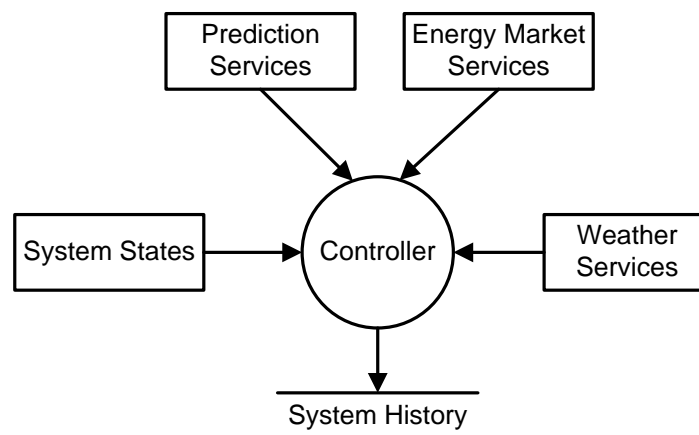 Prediction
Services
Energy Market
Services
System States
Controller
Weather
Services
System History